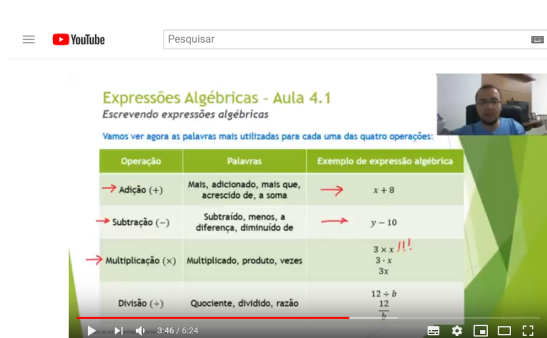 YouTube
Pesquisar
Expressões Algébricas - Aula 4.1
Escrevendo expressões algébricas
Vamos ver agora as palavras mais utilizadas para cada uma das quatro operações:
Operação Palavras Exemplo de expressão algébrica
Adição (+) Mais, adicionado, mais que, acrescido de, a soma x + 8
Subtração (−) Subtraído, menos, a diferença, diminuído de y − 10
Multiplicação (×) Multiplicado, produto, vezes 3 × x !!!
3 · x
3x
Divisão (÷) Quociente, dividido, razão 12 ÷ b
12
b
3:46 / 6:24